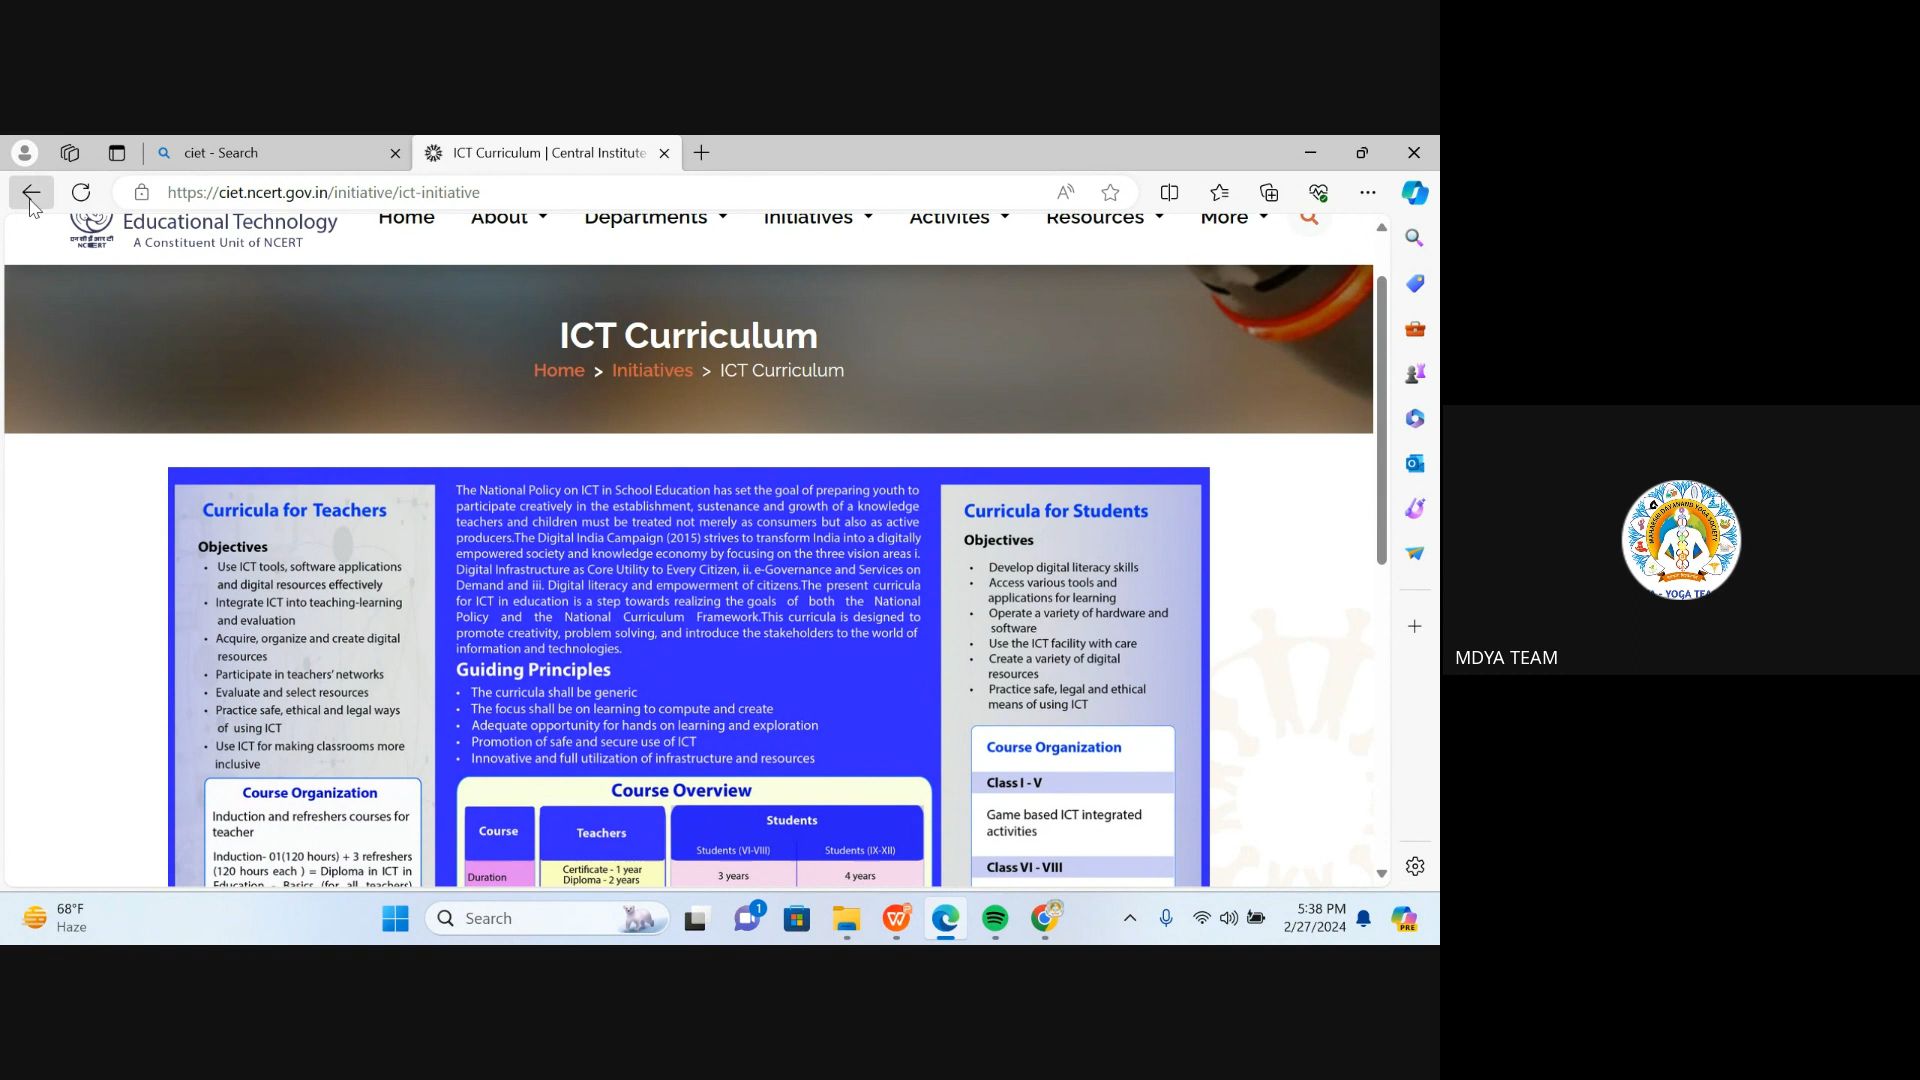 ciet - Search
ICT Curriculum | Central Institute
https://ciet.ncert.gov.in/initiative/ict-initiative
Educational Technology
A Constituent Unit of NCERT
Home
About
Departments
Initiatives
Activites
Resources
More
ICT Curriculum
Home > Initiatives > ICT Curriculum
Curricula for Teachers
Objectives
• Use ICT tools, software applications
and digital resources effectively
• Integrate ICT into teaching-learning
and evaluation
• Acquire, organize and create digital
resources
• Participate in teachers' networks
• Evaluate and select resources
• Practice safe, ethical and legal ways
of using ICT
• Use ICT for making classrooms more
inclusive
Course Organization
Induction and refreshers courses for
teacher
Induction- 01(120 hours) + 3 refreshers
(120 hours each ) = Diploma in ICT in
Education - Basics (for all teachers)
The National Policy on ICT in School Education has set the goal of preparing youth to
participate creatively in the establishment, sustenance and growth of a knowledge
teachers and children must be treated not merely as consumers but also as active
producers.The Digital India Campaign (2015) strives to transform India into a digitally
empowered society and knowledge economy by focusing on the three vision areas i.
Digital Infrastructure as Core Utility to Every Citizen, ii. e-Governance and Services on
Demand and iii. Digital literacy and empowerment of citizens.The present curricula
for ICT in education is a step towards realizing the goals of both the National
Policy and the National Curriculum Framework.This curricula is designed to
promote creativity, problem solving, and introduce the stakeholders to the world of
information and technologies.
Guiding Principles
• The curricula shall be generic
• The focus shall be on learning to compute and create
• Adequate opportunity for hands on learning and exploration
• Promotion of safe and secure use of ICT
• Innovative and full utilization of infrastructure and resources
Course Overview
Course
Teachers
Students
Students (VI-VIII)
Students (IX-XII)
Duration
Certificate - 1 year
Diploma - 2 years
3 years
4 years
Curricula for Students
Objectives
• Develop digital literacy skills
• Access various tools and
applications for learning
• Operate a variety of hardware and
software
• Use the ICT facility with care
• Create a variety of digital
resources
• Practice safe, legal and ethical
means of using ICT
Course Organization
Class I - V
Game based ICT integrated
activities
Class VI - VIII
MDYA TEAM
68°F
Haze
Search
1
5:38 PM
2/27/2024
PRE